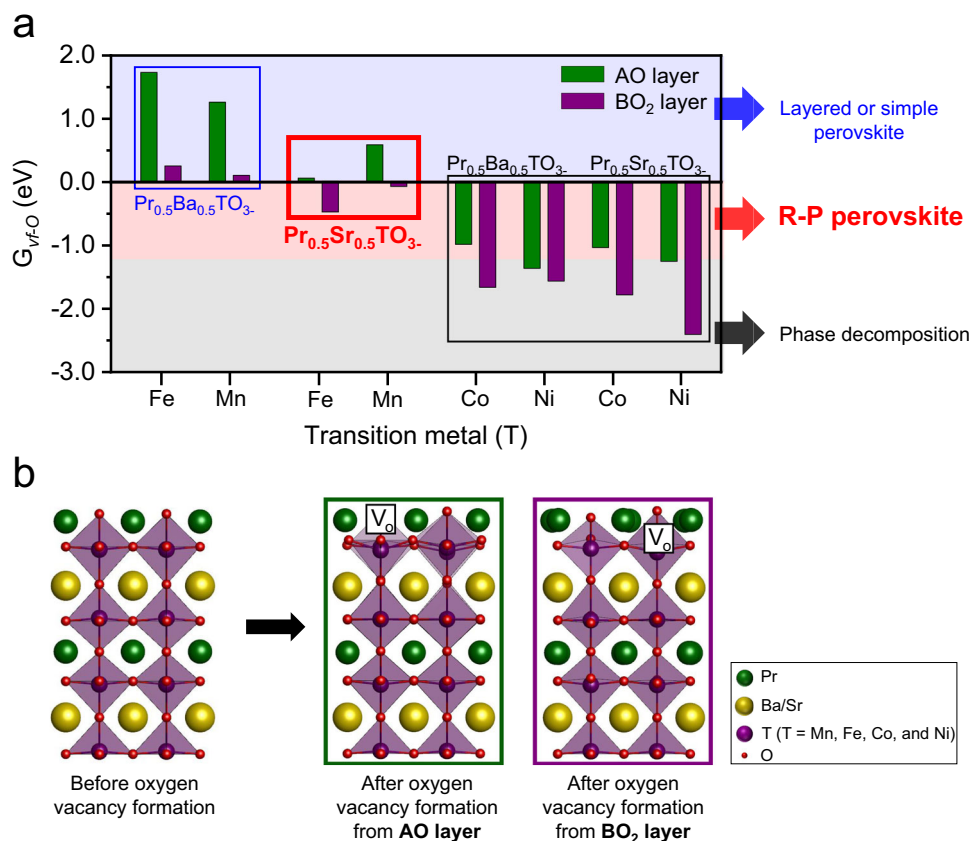 a
2.0
1.0
0.0
-1.0
-2.0
-3.0
G_{vf-O} (eV)
AO layer
BO₂ layer
Pr₀.₅Ba₀.₅TO₃₋
Pr₀.₅Sr₀.₅TO₃₋
Pr₀.₅Ba₀.₅TO₃₋
Pr₀.₅Sr₀.₅TO₃₋
Fe Mn Fe Mn Co Ni Co Ni
Transition metal (T)
Layered or simple
perovskite
R-P perovskite
Phase decomposition
b
Vₒ
Vₒ
Before oxygen
vacancy formation
After oxygen
vacancy formation
from AO layer
After oxygen
vacancy formation
from BO₂ layer
Pr
Ba/Sr
T (T = Mn, Fe, Co, and Ni)
O